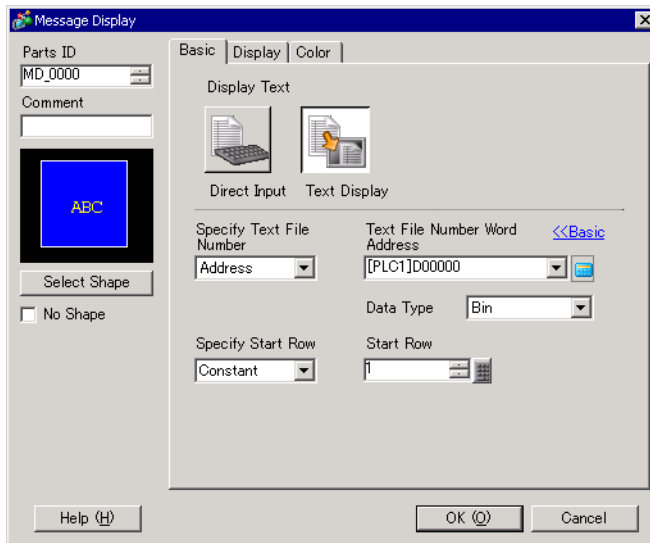 Message Display
Parts ID
MD_0000
Comment
ABC
Select Shape
No Shape
Help (H)
Basic
Display
Color
Display Text
Direct Input
Text Display
Specify Text File
Number
Address
Text File Number Word
Address
<<Basic
[PLC1]D00000
Data Type
Bin
Specify Start Row
Constant
Start Row
1
OK (O)
Cancel